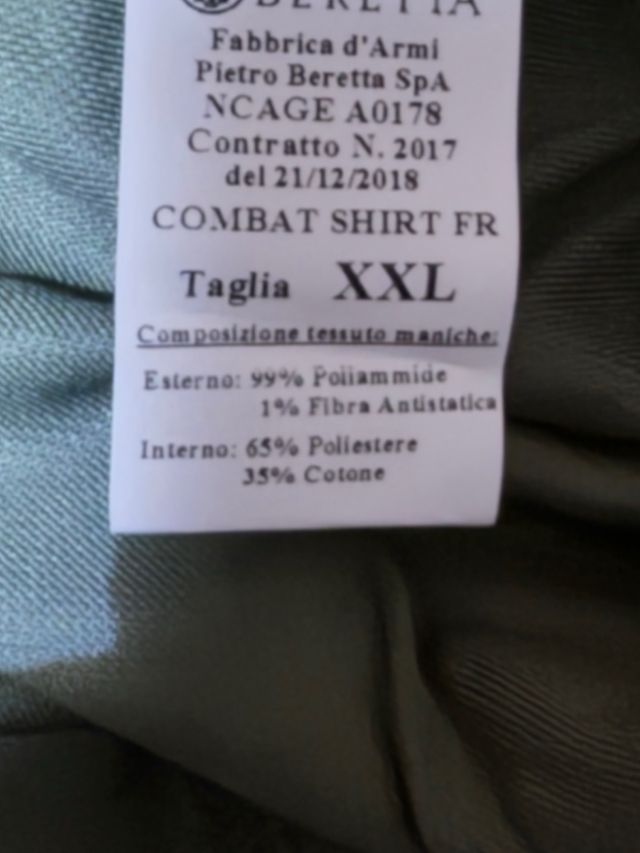 BERETTA
Fabbrica d'Armi
Pietro Beretta SpA
NCAGE A0178
Contratto N. 2017
del 21/12/2018
COMBAT SHIRT FR
Taglia XXL
Composizione tessuto maniche:
Esterno: 99% Poliammide
1% Fibra Antistatica
Interno: 65% Poliestere
35% Cotone